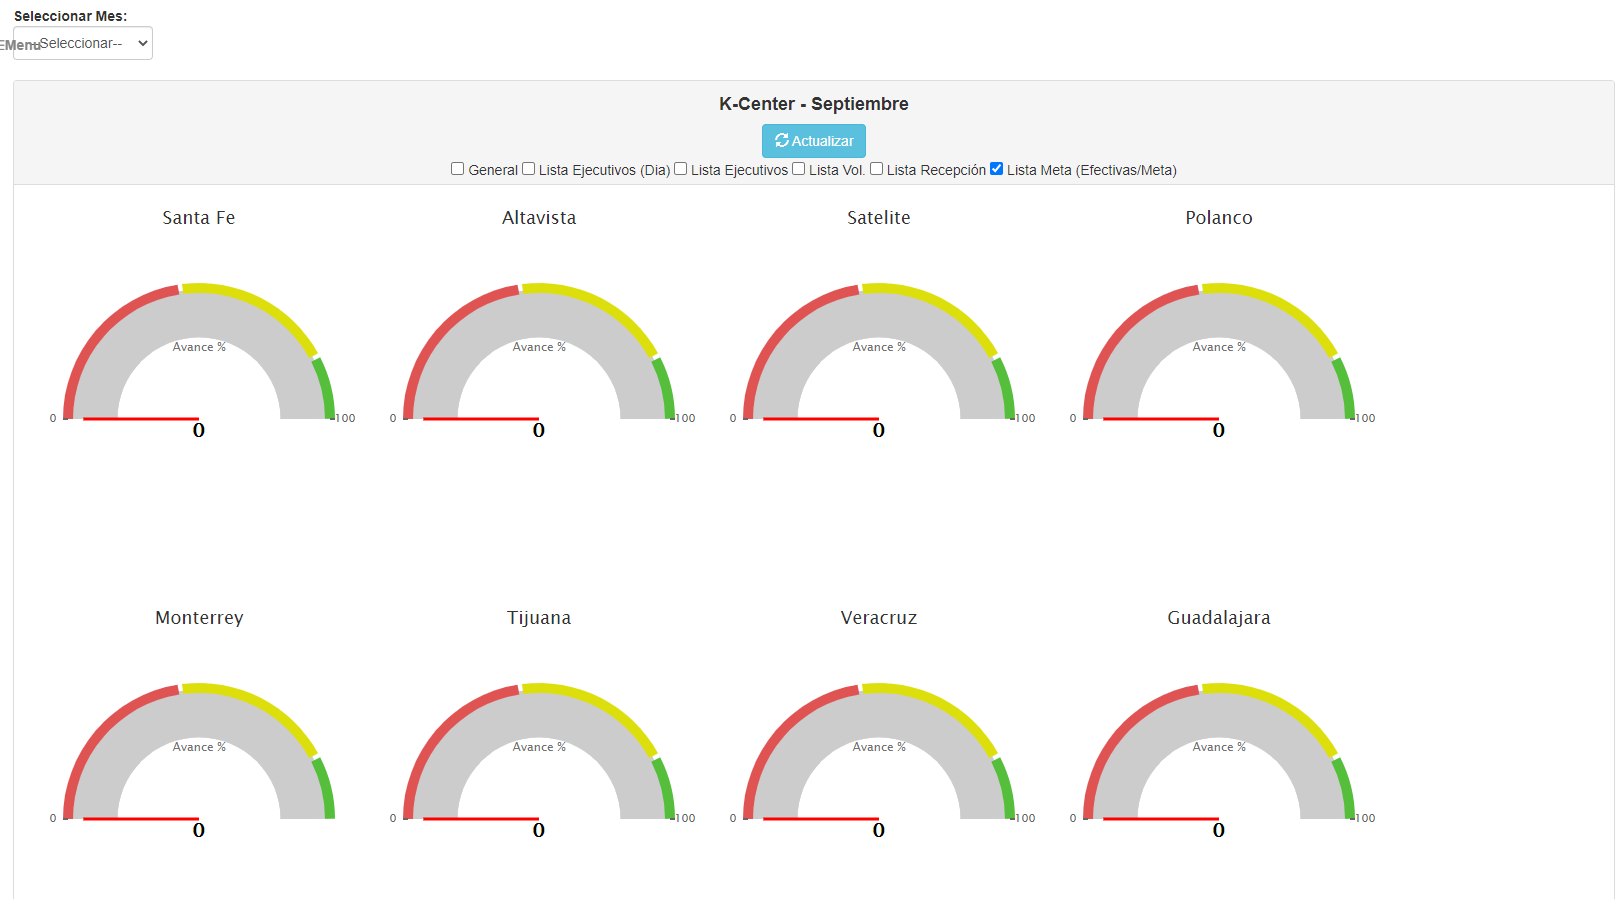 Seleccionar Mes:
EMenu
--Seleccionar--
K-Center - Septiembre
Actualizar
General Lista Ejecutivos (Dia) Lista Ejecutivos Lista Vol. Lista Recepción Lista Meta (Efectivas/Meta)
Santa Fe Altavista Satelite Polanco
Avance % Avance % Avance % Avance %
0 100 0 100 0 100 0 100
0 0 0 0
Monterrey Tijuana Veracruz Guadalajara
Avance % Avance % Avance % Avance %
0 0 100 0 100 0 100
0 0 0 0